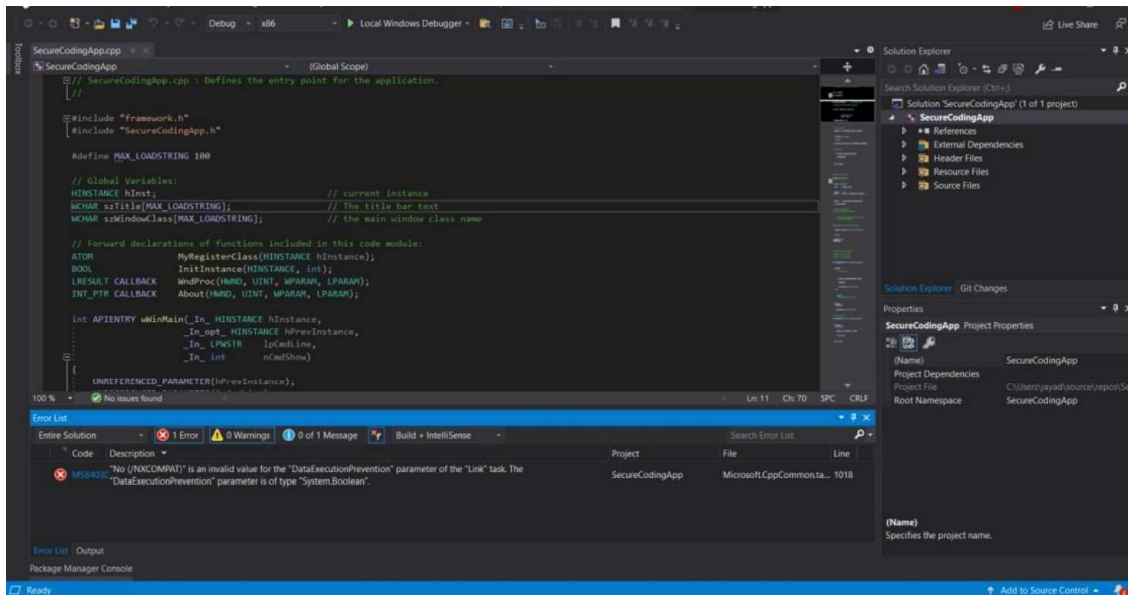 Debug
x86
Local Windows Debugger
Live Share
Toolbox
SecureCodingApp.cpp
SecureCodingApp
(Global Scope)
// SecureCodingApp.cpp : Defines the entry point for the application.
//
#include "framework.h"
#include "SecureCodingApp.h"
#define MAX_LOADSTRING 100
// Global Variables:
HINSTANCE hInst; // current instance
WCHAR szTitle[MAX_LOADSTRING]; // The title bar text
WCHAR szWindowClass[MAX_LOADSTRING]; // the main window class name
// Forward declarations of functions included in this code module:
ATOM MyRegisterClass(HINSTANCE hInstance);
BOOL InitInstance(HINSTANCE, int);
LRESULT CALLBACK WndProc(HWND, UINT, WPARAM, LPARAM);
INT_PTR CALLBACK About(HWND, UINT, WPARAM, LPARAM);
int APIENTRY wWinMain(_In_ HINSTANCE hInstance,
_In_opt_ HINSTANCE hPrevInstance,
_In_ LPWSTR lpCmdLine,
_In_ int nCmdShow)
{
UNREFERENCED_PARAMETER(hPrevInstance);
100 %
No issues found
Ln: 11 Ch: 70 SPC CRLF
Error List
Entire Solution
1 Error
0 Warnings
0 of 1 Message
Build + IntelliSense
Search Error List
Code Description Project File Line
"No (/NXCOMPAT)" is an invalid value for the "DataExecutionPrevention" parameter of the "Link" task. The
"DataExecutionPrevention" parameter is of type "System.Boolean".
SecureCodingApp
Microsoft.CppCommon.ta... 1018
Error List Output
Package Manager Console
Ready
Add to Source Control
Solution Explorer
Search Solution Explorer (Ctrl+;)
Solution 'SecureCodingApp' (1 of 1 project)
SecureCodingApp
References
External Dependencies
Header Files
Resource Files
Source Files
Solution Explorer Git Changes
Properties
SecureCodingApp Project Properties
(Name) SecureCodingApp
Project Dependencies
Project File C:\Users\jayad\source\repos\Se
Root Namespace SecureCodingApp
(Name)
Specifies the project name.